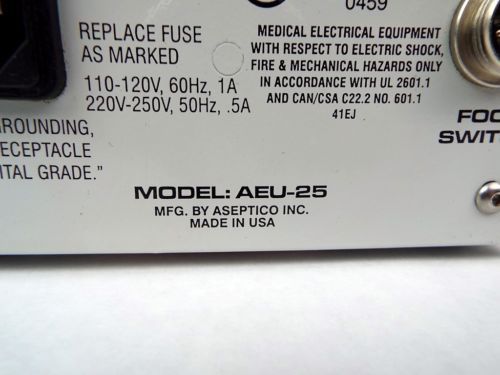 0459
REPLACE FUSE
AS MARKED
110-120V, 60Hz, 1A
220V-250V, 50Hz, .5A
MEDICAL ELECTRICAL EQUIPMENT
WITH RESPECT TO ELECTRIC SHOCK,
FIRE & MECHANICAL HAZARDS ONLY
IN ACCORDANCE WITH UL 2601.1
AND CAN/CSA C22.2 NO. 601.1
41EJ
FOO
SWIT
ROUNDING,
RECEPTACLE
ITAL GRADE."
MODEL: AEU-25
MFG. BY ASEPTICO INC.
MADE IN USA